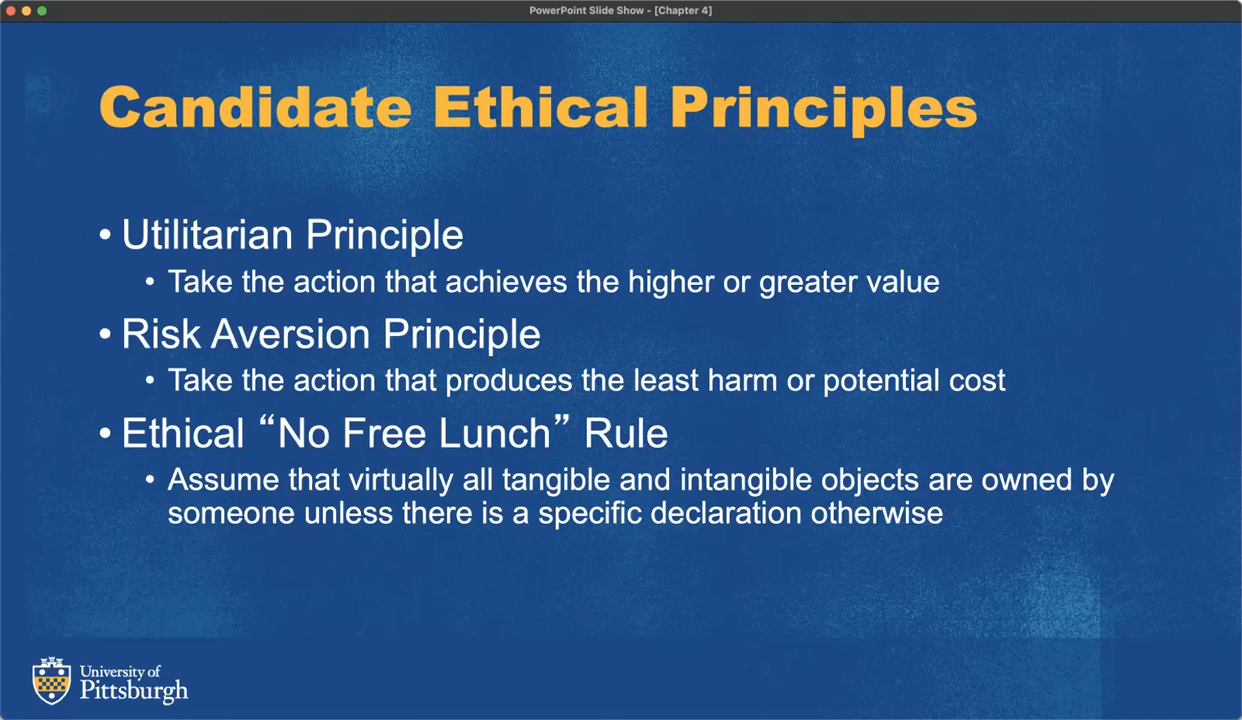 PowerPoint Slide Show - [Chapter 4]
Candidate Ethical Principles
• Utilitarian Principle
• Take the action that achieves the higher or greater value
• Risk Aversion Principle
• Take the action that produces the least harm or potential cost
• Ethical “No Free Lunch” Rule
• Assume that virtually all tangible and intangible objects are owned by
someone unless there is a specific declaration otherwise
University of
Pittsburgh